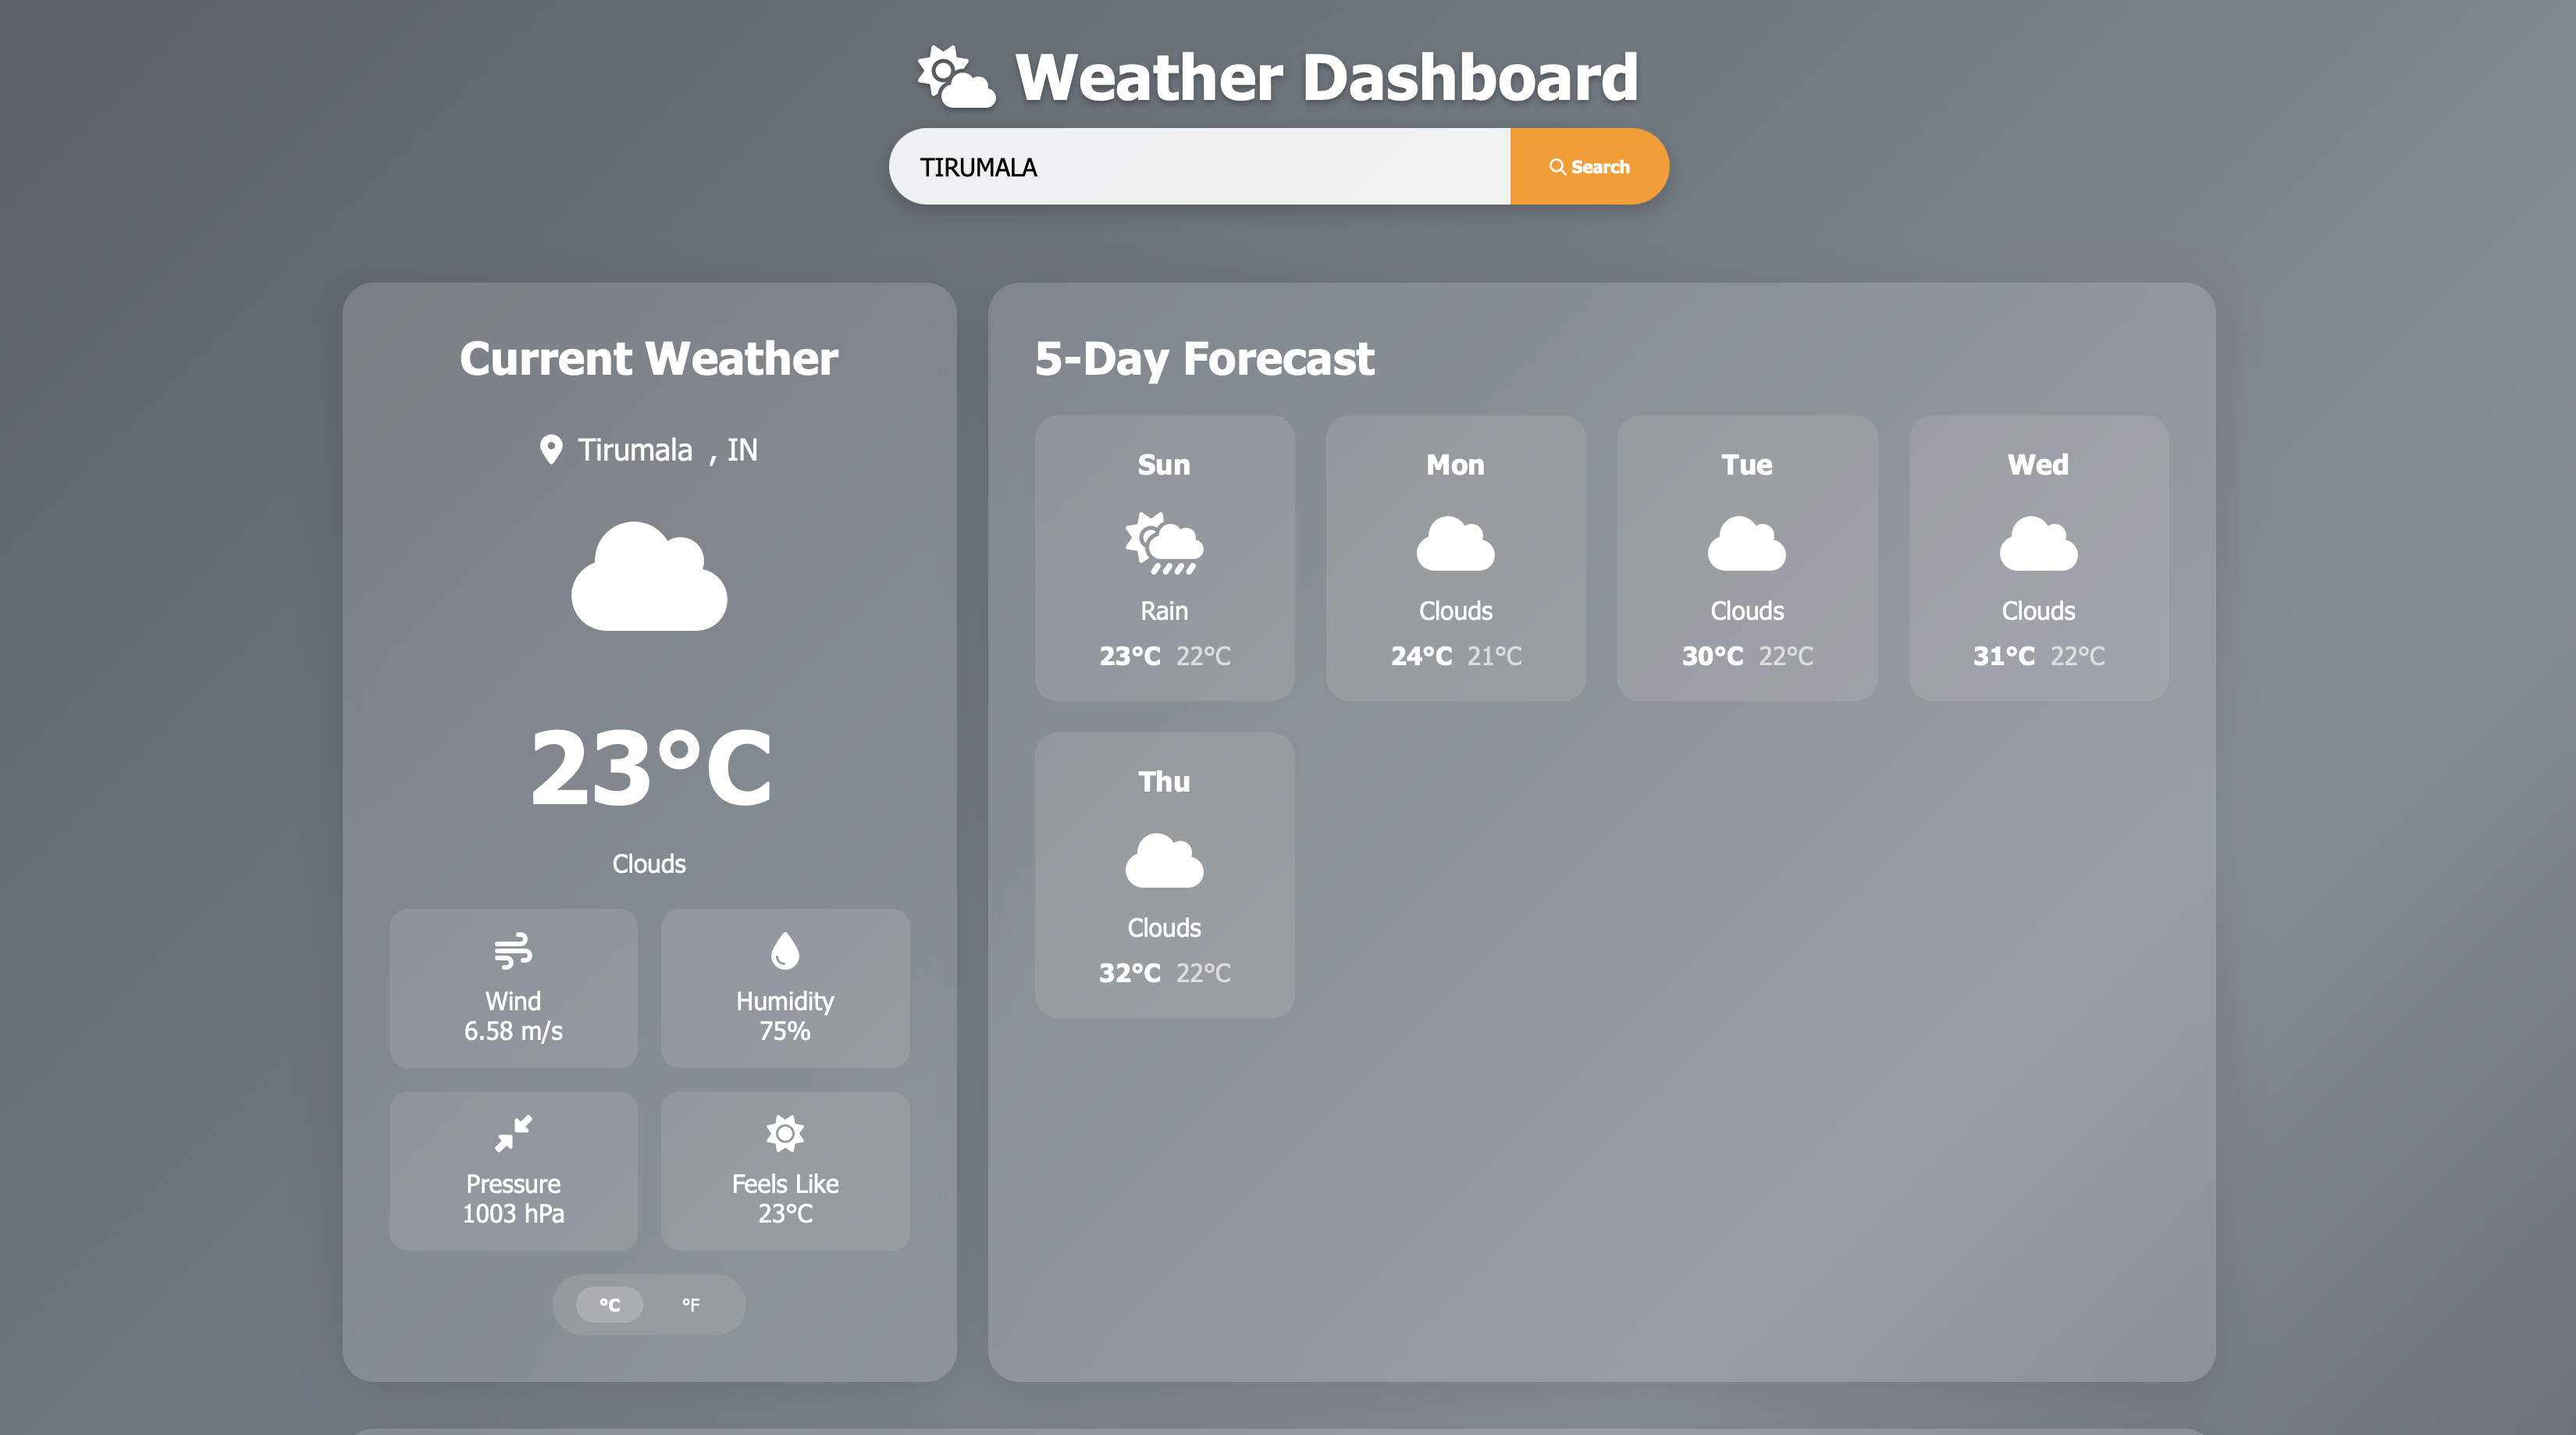 Weather Dashboard
TIRUMALA
Search
Current Weather
Tirumala , IN
23°C
Clouds
Wind
6.58 m/s
Humidity
75%
Pressure
1003 hPa
Feels Like
23°C
°C °F
5-Day Forecast
Sun
Rain
23°C 22°C
Mon
Clouds
24°C 21°C
Tue
Clouds
30°C 22°C
Wed
Clouds
31°C 22°C
Thu
Clouds
32°C 22°C